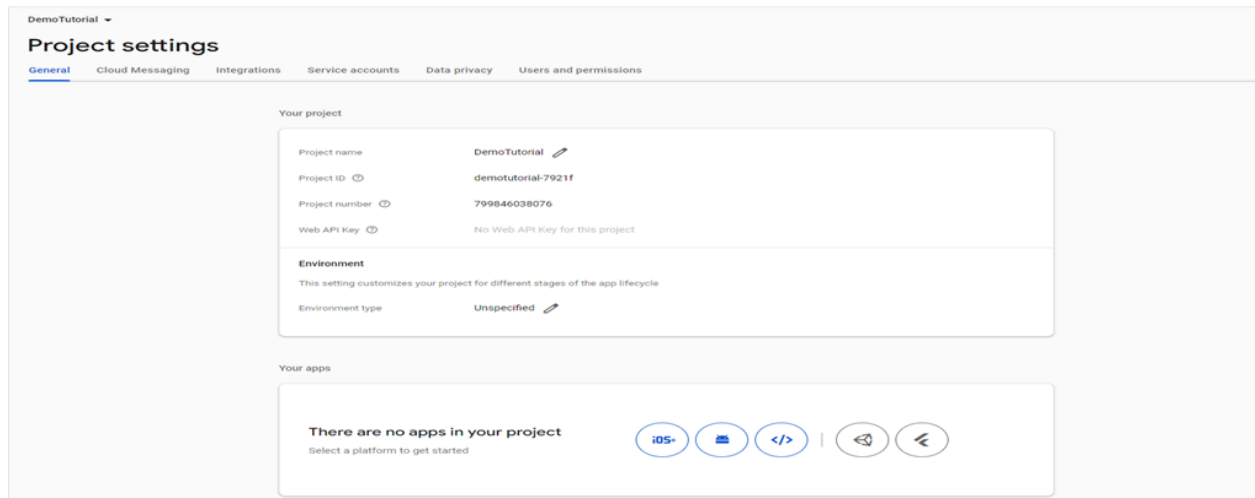 DemoTutorial
Project settings
General Cloud Messaging Integrations Service accounts Data privacy Users and permissions
Your project
Project name DemoTutorial
Project ID demotutorial-7921f
Project number 799846038076
Web API Key No Web API Key for this project
Environment
This setting customizes your project for different stages of the app lifecycle
Environment type Unspecified
Your apps
There are no apps in your project
Select a platform to get started
iOS+ </>